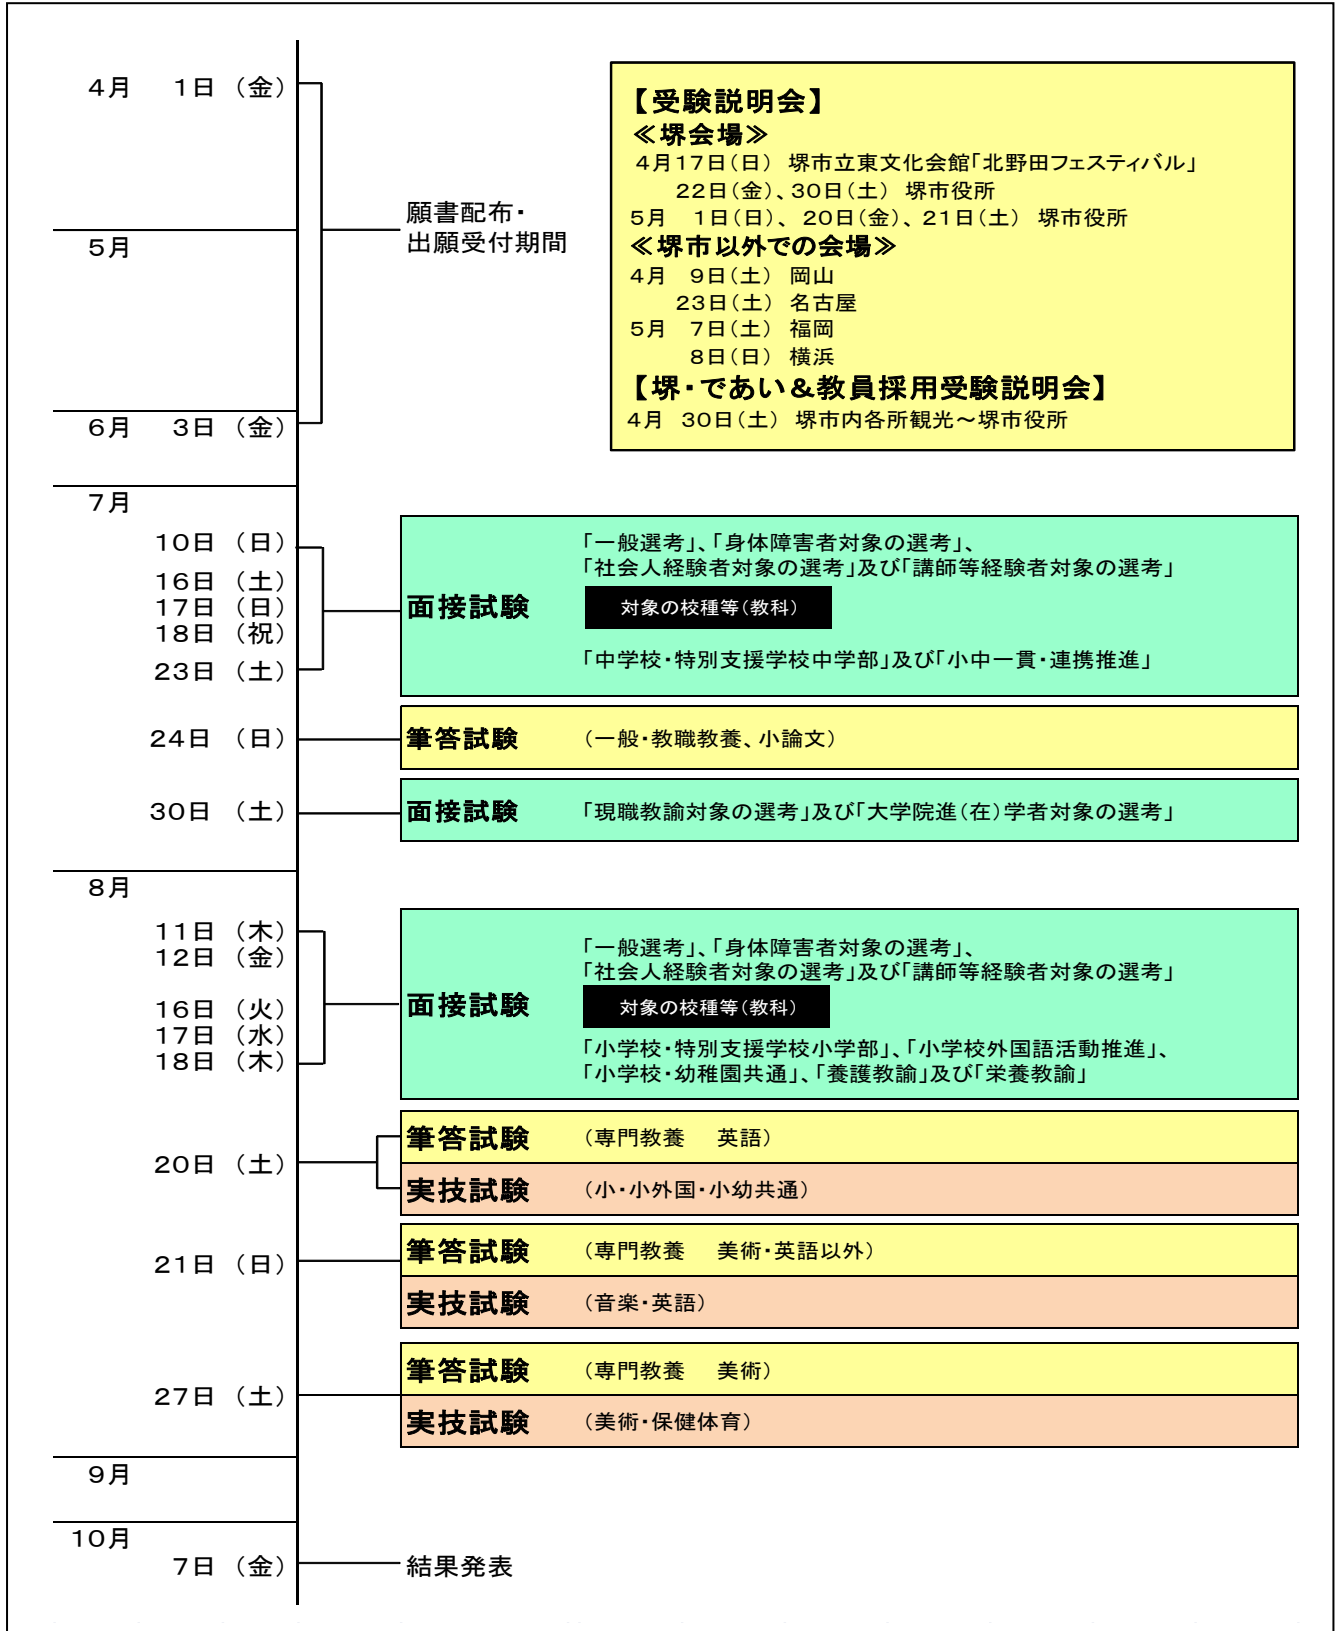 4月 1日（金）
願書配布・
出願受付期間
5月
6月 3日（金）
【受験説明会】
≪堺会場≫
4月17日（日） 堺市立東文化会館「北野田フェスティバル」
22日（金）、30日（土） 堺市役所
5月 1日（日）、20日（金）、21日（土） 堺市役所
≪堺市以外での会場≫
4月 9日（土） 岡山
23日（土） 名古屋
5月 7日（土） 福岡
8日（日） 横浜
【堺・であい＆教員採用受験説明会】
4月 30日（土） 堺市内各所観光～堺市役所
7月
10日（日）
16日（土）
17日（日）
18日（祝）
23日（土）
面接試験
「一般選考」、「身体障害者対象の選考」、
「社会人経験者対象の選考」及び「講師等経験者対象の選考」
対象の校種等（教科）
「中学校・特別支援学校中学部」及び「小中一貫・連携推進」
24日（日） 筆答試験 （一般・教職教養、小論文）
30日（土） 面接試験 「現職教諭対象の選考」及び「大学院進（在）学者対象の選考」
8月
11日（木）
12日（金）
16日（火）
17日（水）
18日（木）
面接試験
「一般選考」、「身体障害者対象の選考」、
「社会人経験者対象の選考」及び「講師等経験者対象の選考」
対象の校種等（教科）
「小学校・特別支援学校小学部」、「小学校外国語活動推進」、
「小学校・幼稚園共通」、「養護教諭」及び「栄養教諭」
20日（土）
筆答試験 （専門教養 英語）
実技試験 （小・小外国・小幼共通）
21日（日）
筆答試験 （専門教養 美術・英語以外）
実技試験 （音楽・英語）
27日（土）
筆答試験 （専門教養 美術）
実技試験 （美術・保健体育）
9月
10月
7日（金） 結果発表